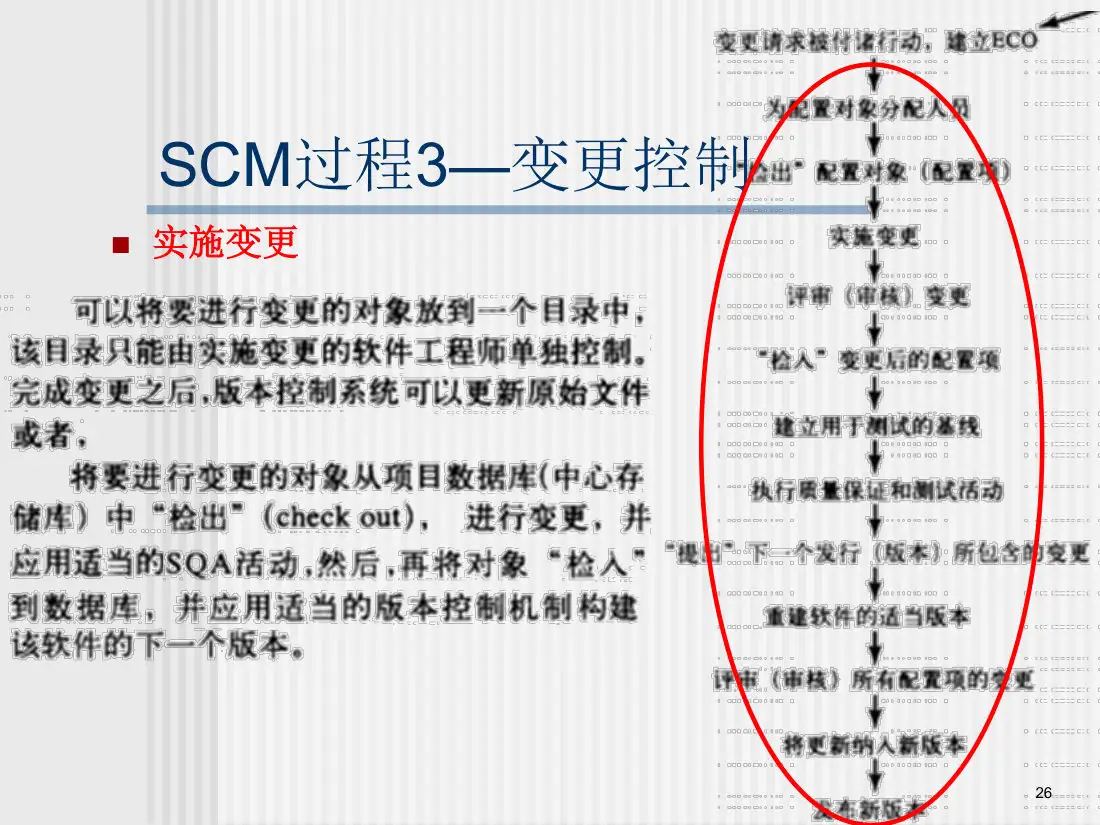 SCM过程3—变更控制
实施变更
可以将要进行变更的对象放到一个目录中，
该目录只能由实施变更的软件工程师单独控制。
完成变更之后,版本控制系统可以更新原始文件
或者，
将要进行变更的对象从项目数据库(中心存
储库）中“检出”(check out)， 进行变更，并
应用适当的SQA活动,然后,再将对象“检入”
到数据库，并应用适当的版本控制机制构建
该软件的下一个版本。
变更请求被付诸行动，建立ECO
为配置对象分配人员
“检出”配置对象（配置项）
实施变更
评审（审核）变更
“检入”变更后的配置项
建立用于测试的基线
执行质量保证和测试活动
“提出”下一个发行（版本）所包含的变更
重建软件的适当版本
评审（审核）所有配置项的变更
将更新纳入新版本
发布新版本
26